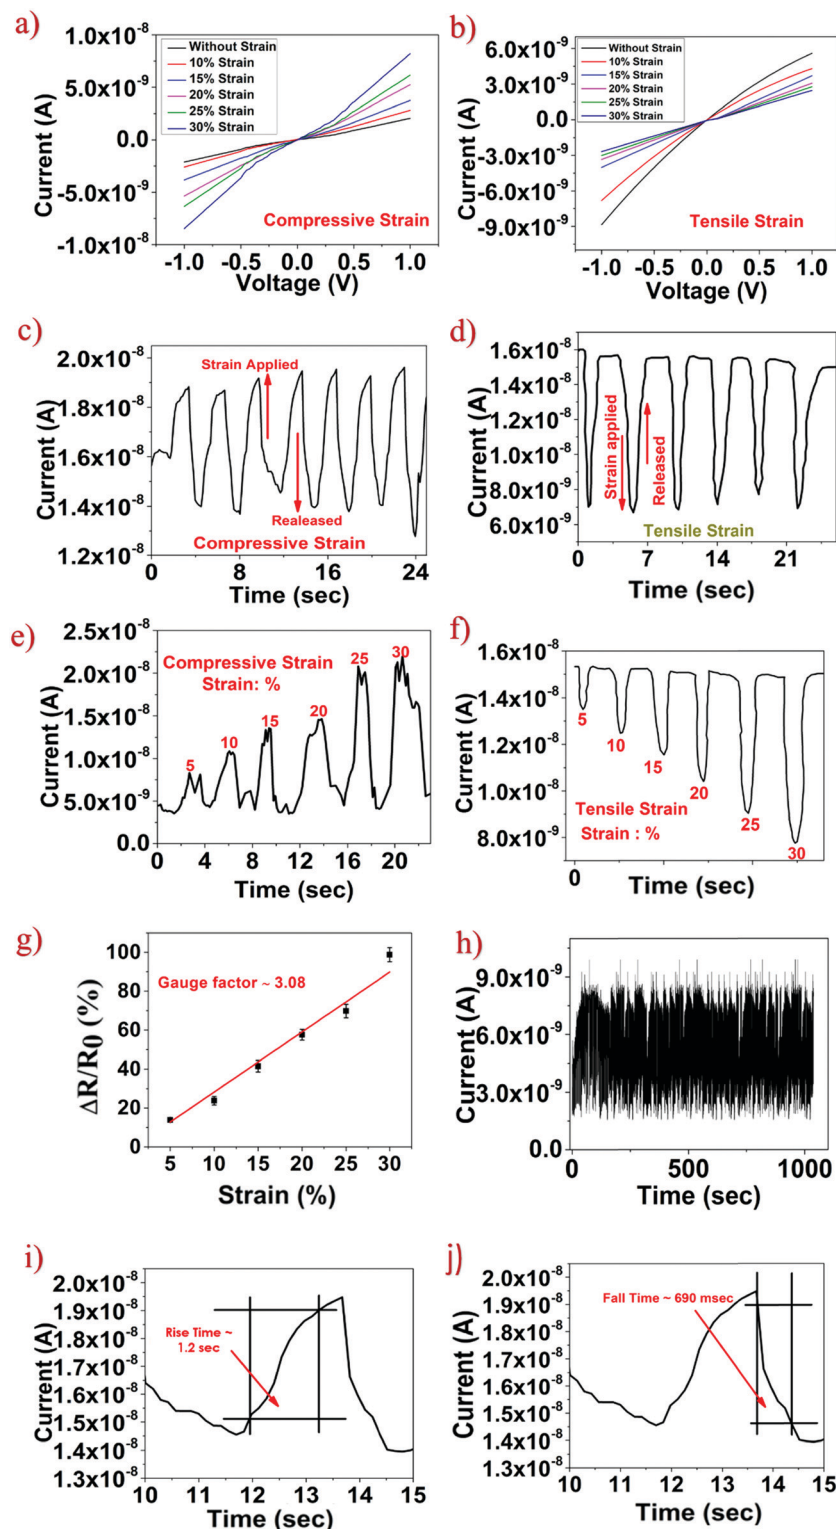 a)
1.0x10⁻⁸
5.0x10⁻⁹
0.0
-5.0x10⁻⁹
-1.0x10⁻⁸
Current (A)
Without Strain
10% Strain
15% Strain
20% Strain
25% Strain
30% Strain
Compressive Strain
-1.0 -0.5 0.0 0.5 1.0
Voltage (V)
b)
6.0x10⁻⁹
3.0x10⁻⁹
0.0
-3.0x10⁻⁹
-6.0x10⁻⁹
-9.0x10⁻⁹
Current (A)
Without Strain
10% Strain
15% Strain
20% Strain
25% Strain
30% Strain
Tensile Strain
-1.0 -0.5 0.0 0.5 1.0
Voltage (V)
c)
2.0x10⁻⁸
1.8x10⁻⁸
1.6x10⁻⁸
1.4x10⁻⁸
1.2x10⁻⁸
Current (A)
Strain Applied
Realeased
Compressive Strain
0 8 16 24
Time (sec)
d)
1.6x10⁻⁸
1.4x10⁻⁸
1.2x10⁻⁸
1.0x10⁻⁸
8.0x10⁻⁹
6.0x10⁻⁹
Current (A)
Strain applied
Released
Tensile Strain
0 7 14 21
Time (sec)
e)
2.5x10⁻⁸
2.0x10⁻⁸
1.5x10⁻⁸
1.0x10⁻⁸
5.0x10⁻⁹
0.0
Current (A)
Compressive Strain
Strain: %
5 10 15 20 25 30
0 4 8 12 16 20
Time (sec)
f)
1.6x10⁻⁸
1.4x10⁻⁸
1.2x10⁻⁸
1.0x10⁻⁸
8.0x10⁻⁹
Current (A)
5 10 15 20 25 30
Tensile Strain
Strain : %
0
Time (sec)
g)
100
80
60
40
20
0
ΔR/R0 (%)
Gauge factor ~ 3.08
5 10 15 20 25 30
Strain (%)
h)
9.0x10⁻⁹
6.0x10⁻⁹
3.0x10⁻⁹
0.0
Current (A)
0 500 1000
Time (sec)
i)
2.0x10⁻⁸
1.9x10⁻⁸
1.8x10⁻⁸
1.6x10⁻⁸
1.5x10⁻⁸
1.4x10⁻⁸
1.3x10⁻⁸
Current (A)
Rise Time ~
1.2 sec
10 11 12 13 14 15
Time (sec)
j)
2.0x10⁻⁸
1.9x10⁻⁸
1.8x10⁻⁸
1.6x10⁻⁸
1.5x10⁻⁸
1.4x10⁻⁸
1.3x10⁻⁸
Current (A)
Fall Time ~ 690 msec
10 11 12 13 14 15
Time (sec)